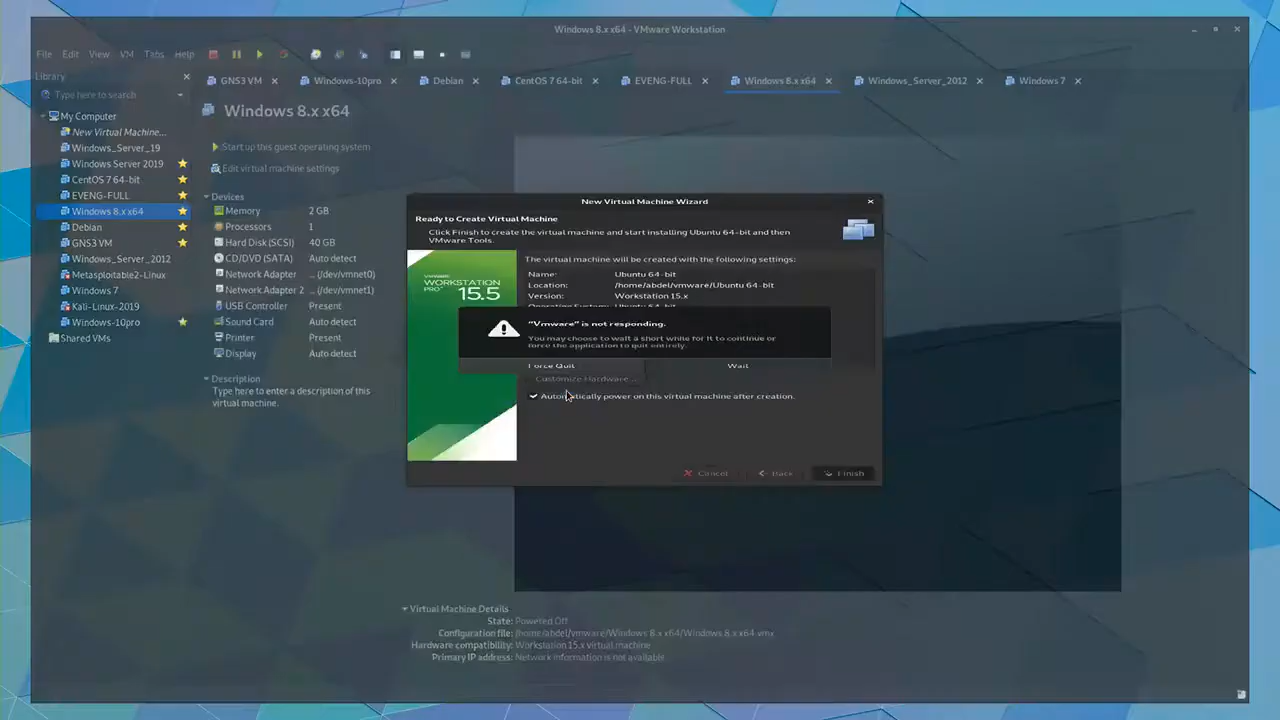 Windows 8.x x64 - VMware Workstation
File Edit View VM Tabs Help
Library
Type here to search
My Computer
New Virtual Machine...
Windows_Server_19
Windows Server 2019
CentOS 7 64-bit
EVENG-FULL
Windows 8.x x64
Debian
GNS3 VM
Windows_Server_2012
Metasploitable2-Linux
Windows 7
Kali-Linux-2019
Windows-10pro
Shared VMs
GNS3 VM Windows-10pro Debian CentOS 7 64-bit EVENG-FULL Windows 8.x x64 Windows_Server_2012 Windows 7
Windows 8.x x64
Start up this guest operating system
Edit virtual machine settings
Devices
Memory 2 GB
Processors 1
Hard Disk (SCSI) 40 GB
CD/DVD (SATA) Auto detect
Network Adapter ... (/dev/vmnet0)
Network Adapter 2 ... (/dev/vmnet1)
USB Controller Present
Sound Card Auto detect
Printer Present
Display Auto detect
Description
Type here to enter a description of this
virtual machine.
New Virtual Machine Wizard
Ready to Create Virtual Machine
Click Finish to create the virtual machine and start installing Ubuntu 64-bit and then
VMware Tools.
vmware
WORKSTATION
PRO 15.5
The virtual machine will be created with the following settings:
Name: Ubuntu 64-bit
Location: /home/abdel/vmware/Ubuntu 64-bit
Version: Workstation 15.x
Operating System: Ubuntu 64-bit
"Vmware" is not responding.
You may choose to wait a short while for it to continue or
force the application to quit entirely.
Force Quit Wait
Customize Hardware...
Automatically power on this virtual machine after creation.
Cancel Back Finish
Virtual Machine Details
State: Powered Off
Configuration file: /home/abdel/vmware/Windows 8.x x64/Windows 8.x x64.vmx
Hardware compatibility: Workstation 15.x virtual machine
Primary IP address: Network information is not available